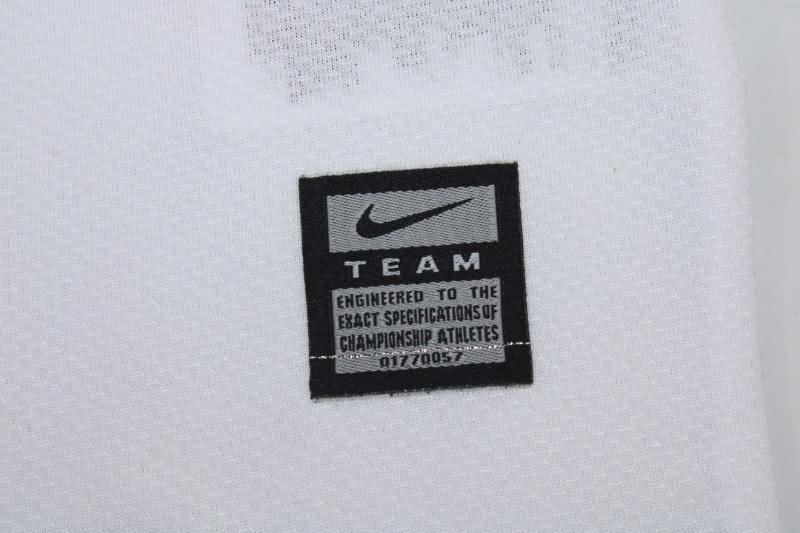 TEAM
ENGINEERED TO THE
EXACT SPECIFICATIONS OF
CHAMPIONSHIP ATHLETES
01770057